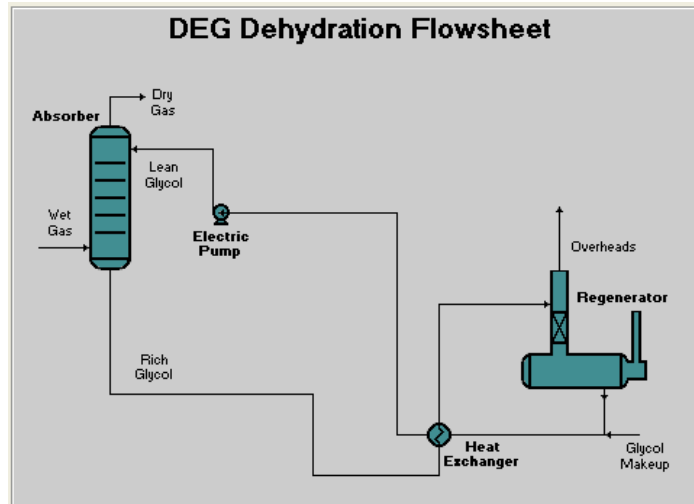 DEG Dehydration Flowsheet
Dry
Gas
Absorber
Lean
Glycol
Wet
Gas
Electric
Pump
Overheads
Regenerator
Rich
Glycol
Heat
Exchanger
Glycol
Makeup